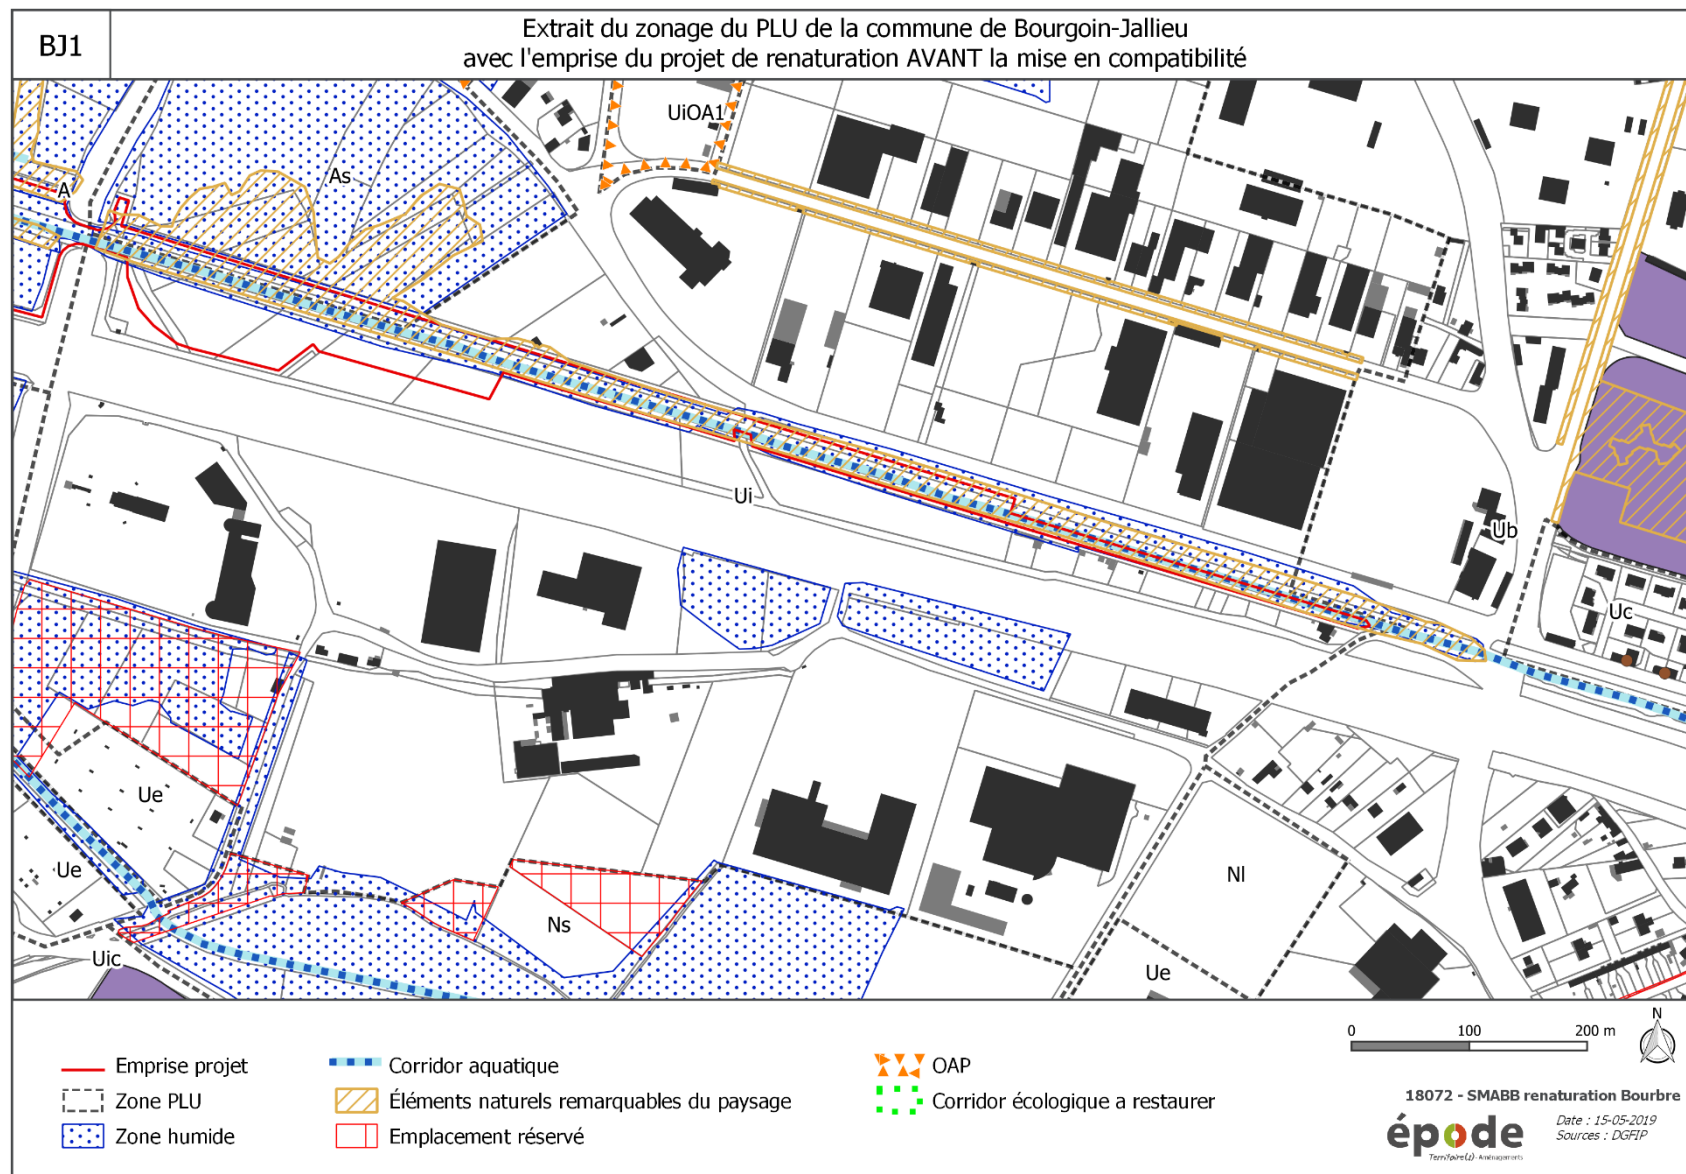 BJ1
Extrait du zonage du PLU de la commune de Bourgoin-Jallieu
avec l'emprise du projet de renaturation AVANT la mise en compatibilité
UiOA1
As
A
Ui
Ub
Uc
Ue
Ue
Nl
Ns
Uic
Ue
0 100 200 m
N
Emprise projet
Zone PLU
Zone humide
Corridor aquatique
Éléments naturels remarquables du paysage
Emplacement réservé
OAP
Corridor écologique a restaurer
18072 - SMABB renaturation Bourbre
épode
Territoire(s) - Aménagements
Date : 15-05-2019
Sources : DGFIP